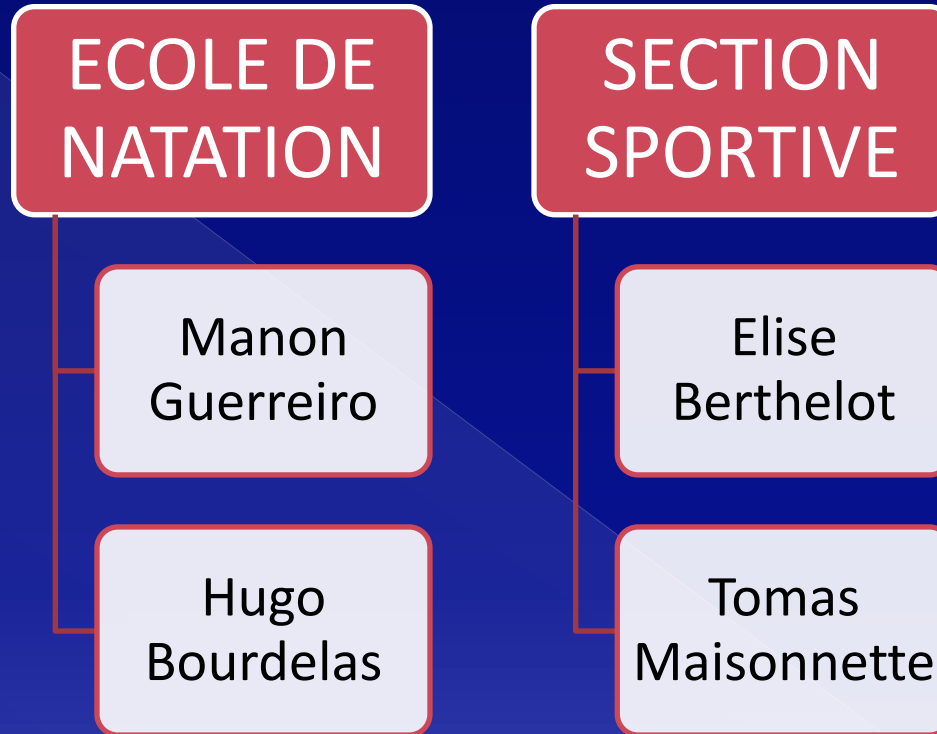 ECOLE DE
NATATION
Manon
Guerreiro
Hugo
Bourdelas
SECTION
SPORTIVE
Elise
Berthelot
Tomas
Maisonnette